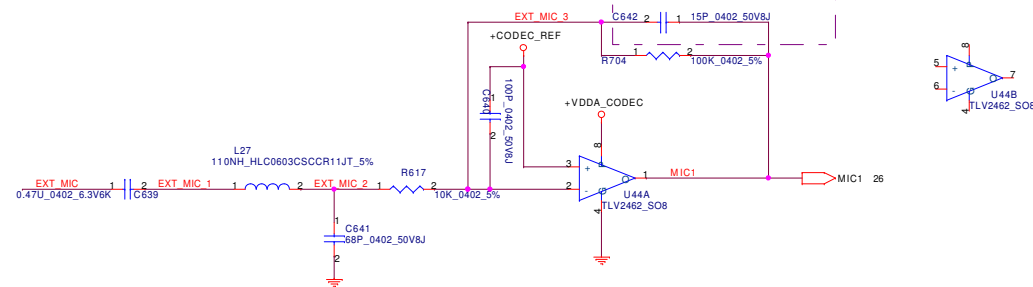 EXT_MIC_3
C642
2
1
15P_0402_50V8J
+CODEC_REF
R704
1
2
100K_0402_5%
8
5
+
6
-
7
P
G
O
4
U44B
TLV2462_SO8
1
C640
100P_0402_50V8J
2
+VDDA_CODEC
8
3
+
2
-
P
G
O
1
MIC1
4
U44A
TLV2462_SO8
MIC1 26
L27
110NH_HLC0603CSCCR11JT_5%
EXT_MIC
1
2
EXT_MIC_1
1
2
EXT_MIC_2
1
R617
2
0.47U_0402_6.3V6K
C639
10K_0402_5%
1
C641
68P_0402_50V8J
2